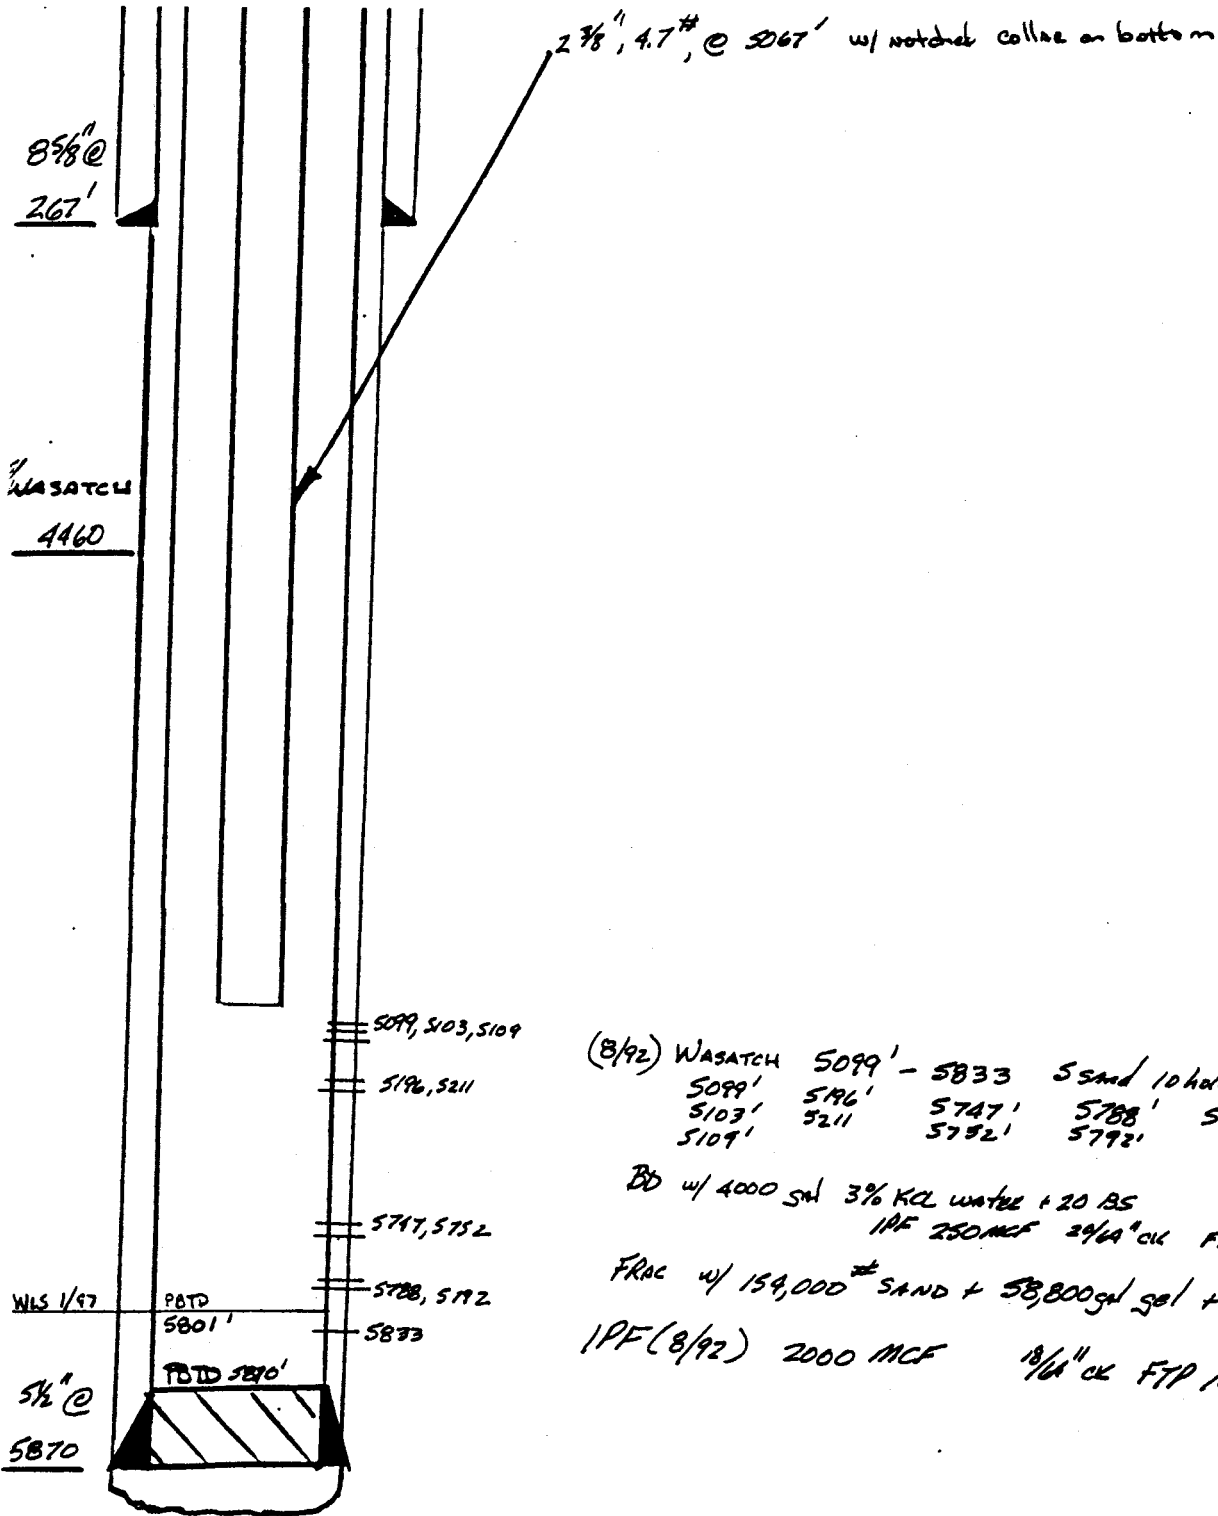 2 3/8", 4.7#, @ 5067' w/ notched collar on bottom
8 5/8" @
267'
WASATCH
4460
5099, 5103, 5109
5196, 5211
5747, 5752
5788, 5792
5833
WLS 1/97
PBTD
5801'
PBTD 5870'
5 1/2" @
5870
(8/92) WASATCH 5099' - 5833 5 sand 10 hol
5099' 5196' 5747' 5788' 5
5103' 5211 5752' 5792'
5109'
BD w/ 4000 gal 3% KCL water + 20 BS
IPF 250 MCF 20/64" ck F
FRAC w/ 154,000# SAND + 58,800 gal gel +
IPF (8/92) 2000 MCF 18/64" ck FTP